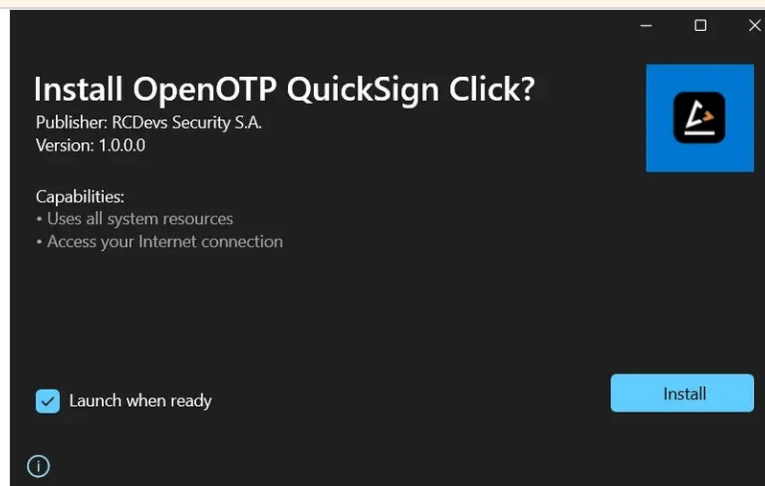 Install OpenOTP QuickSign Click?
Publisher: RCDevs Security S.A.
Version: 1.0.0.0
Capabilities:
• Uses all system resources
• Access your Internet connection
Launch when ready
Install